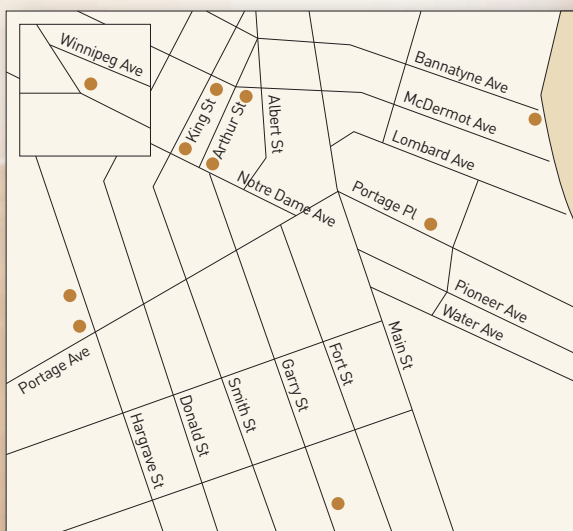 Winnipeg Ave
Bannatyne Ave
McDermot Ave
King St
Arthur St
Albert St
Lombard Ave
Notre Dame Ave
Portage Pl
Pioneer Ave
Water Ave
Main St
Portage Ave
Fort St
Garry St
Smith St
Donald St
Hargrave St